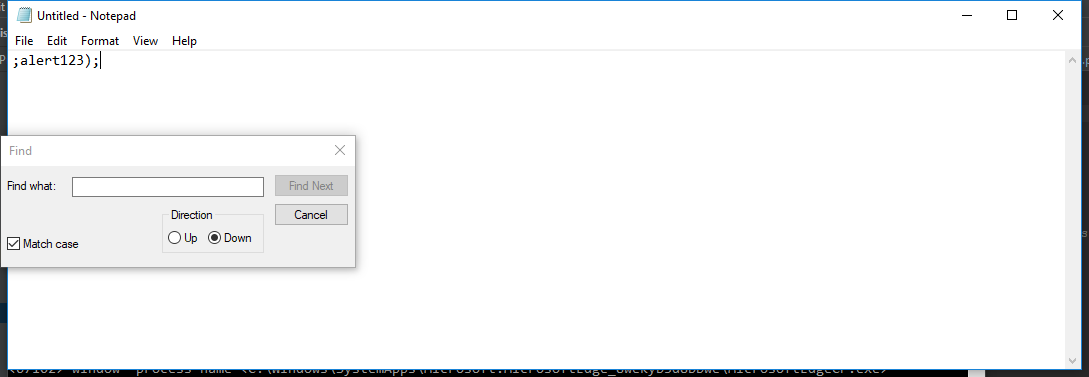 Untitled - Notepad
File Edit Format View Help
;alert123);
Find
Find what:
Find Next
Direction
Cancel
Up Down
Match case